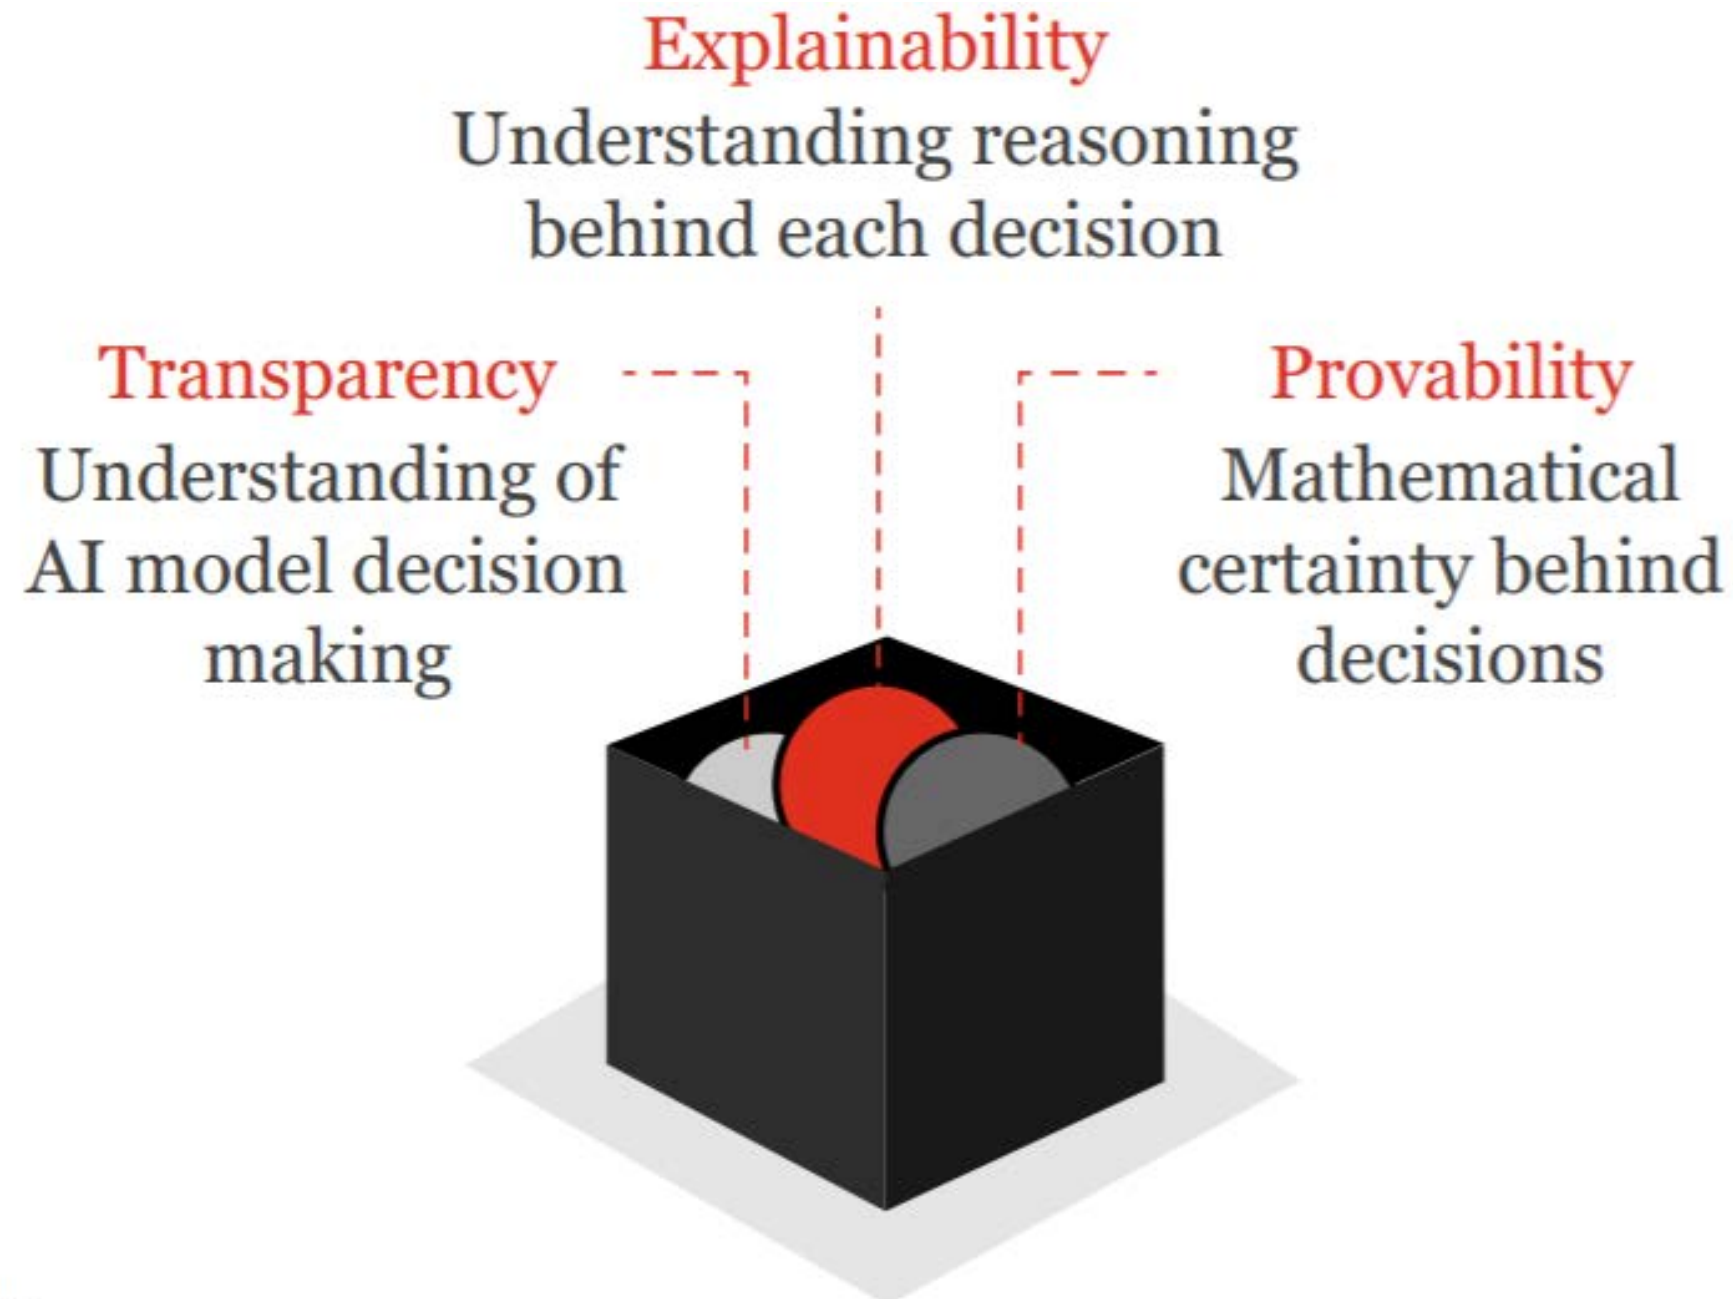 Explainability
Understanding reasoning
behind each decision
Transparency
Understanding of
AI model decision
making
Provability
Mathematical
certainty behind
decisions